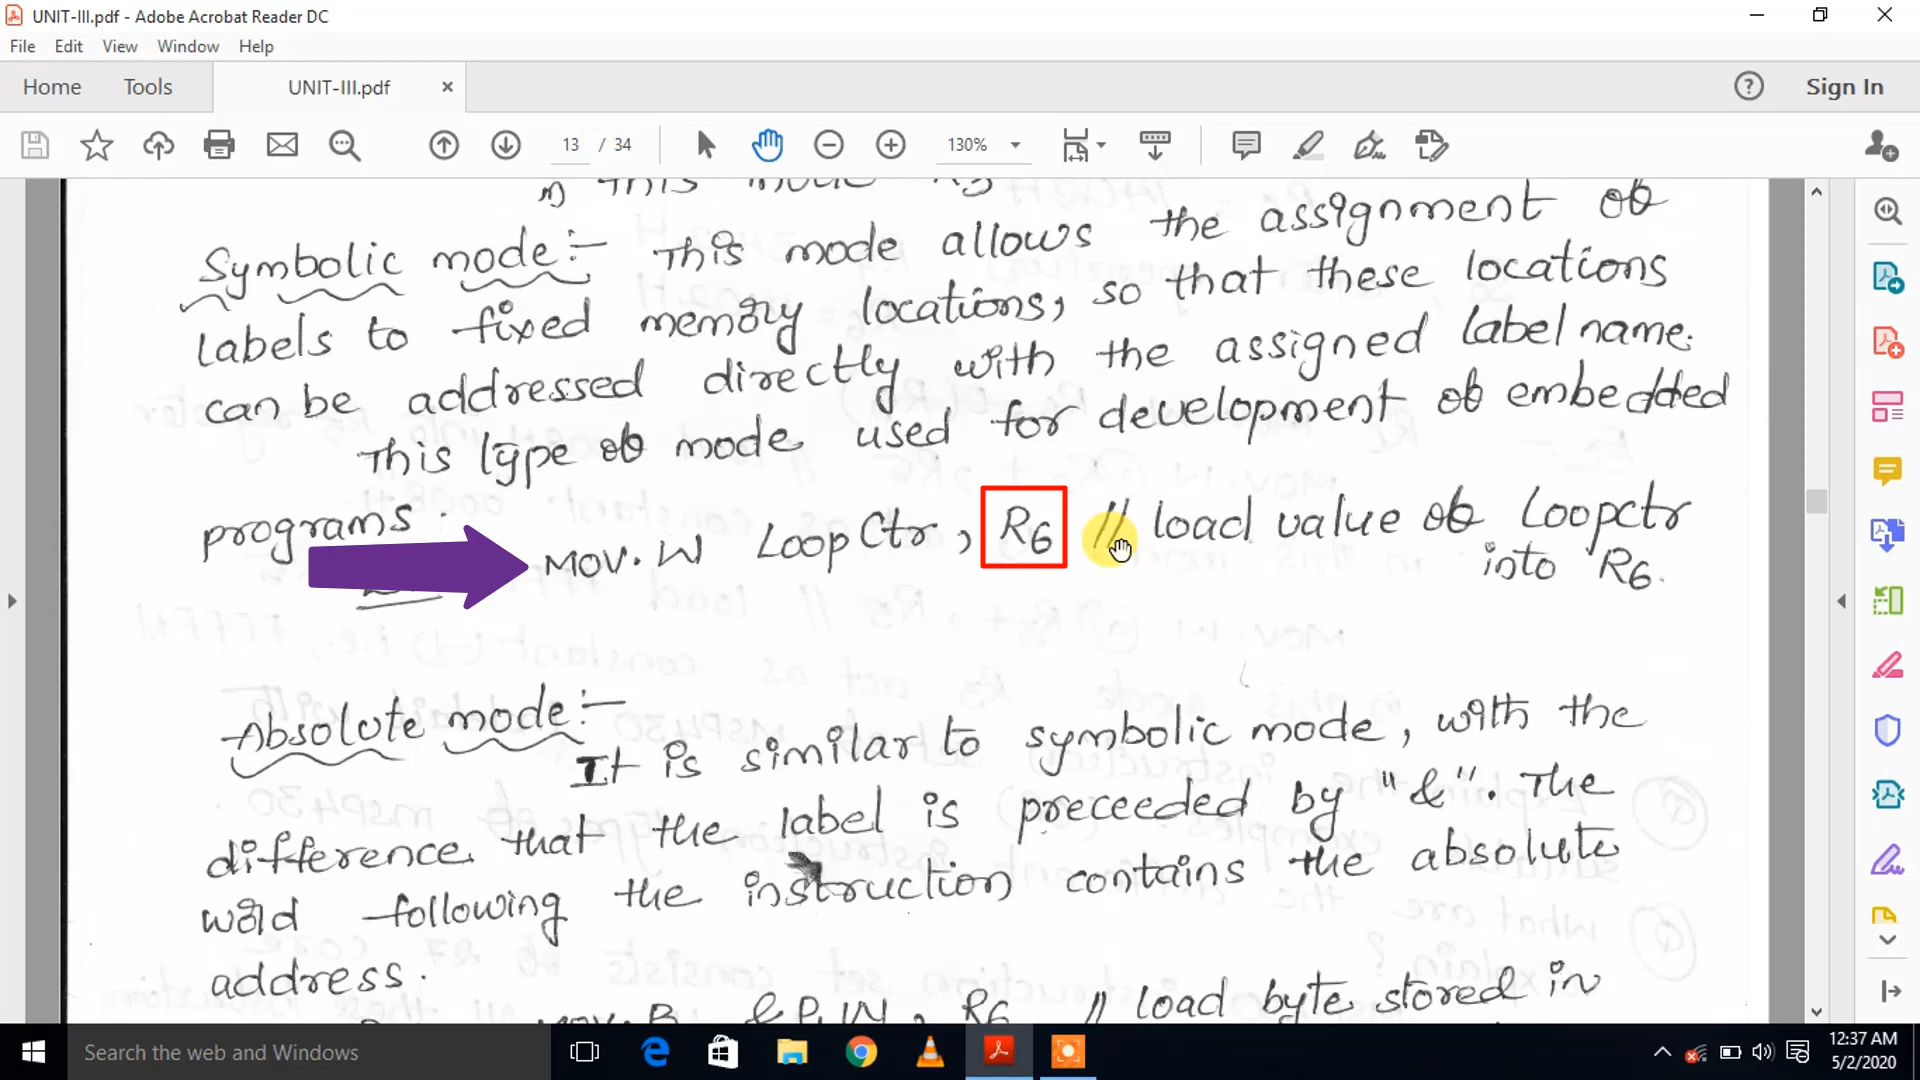 UNIT-III.pdf - Adobe Acrobat Reader DC
File Edit View Window Help
Home Tools UNIT-III.pdf × Sign In
13 / 34 130%
Symbolic mode:- This mode allows the assignment of
labels to fixed memory locations, so that these locations
can be addressed directly with the assigned label name.
This type of mode used for development of embedded
programs.
MOV.W LoopCtr, R6 // load value of Loopctr
into R6.
Absolute mode:-
It is similar to symbolic mode, with the
difference that the label is preceeded by "&". The
word following the instruction contains the absolute
address.
MOV.B &P1IN, R6 // load byte stored in
Search the web and Windows
12:37 AM
5/2/2020